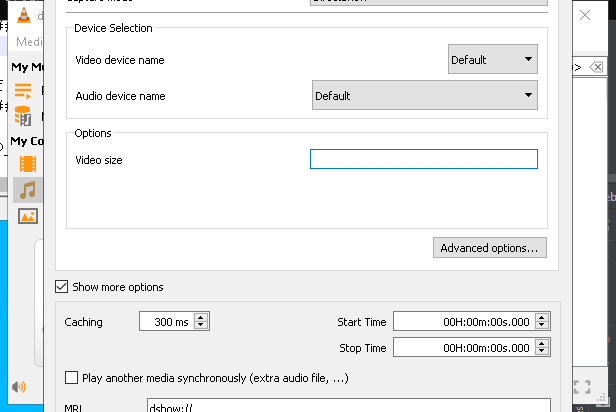 Device Selection
Video device name
Default
Audio device name
Default
Options
Video size
Advanced options...
Show more options
Caching
300 ms
Start Time
00H:00m:00s.000
Stop Time
00H:00m:00s.000
Play another media synchronously (extra audio file, ...)
MRL
dshow://
Medi
My M
My Co